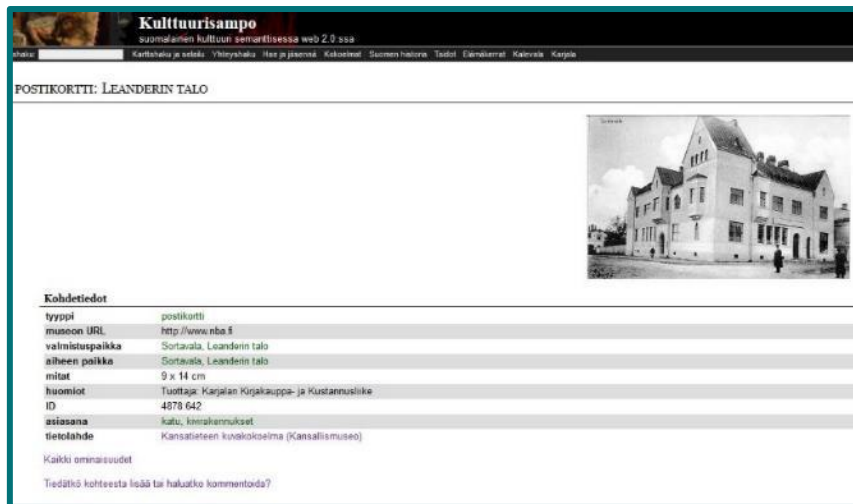 Kulttuurisampo
suomalainen kulttuuri semanttisessa web 2.0:ssa
Karttahaku ja selailu Yhteyshaku Hae ja jäsennä Kokoelmat Suomen historia Taidot Elämäkerrat Kalevala Karjala
POSTIKORTTI: LEANDERIN TALO
Kohdetiedot
tyyppi postikortti
museon URL http://www.nba.fi
valmistuspaikka Sortavala, Leanderin talo
aiheen paikka Sortavala, Leanderin talo
mitat 9 x 14 cm
huomiot Tuottaja: Karjalan Kirjakauppa- ja Kustannusliike
ID 4878:642
asiasana katu, kivirakennukset
tietolähde Kansatieteen kuvakokoelma (Kansallismuseo)
Kaikki ominaisuudet
Tiedätkö kohteesta lisää tai haluatko kommentoida?